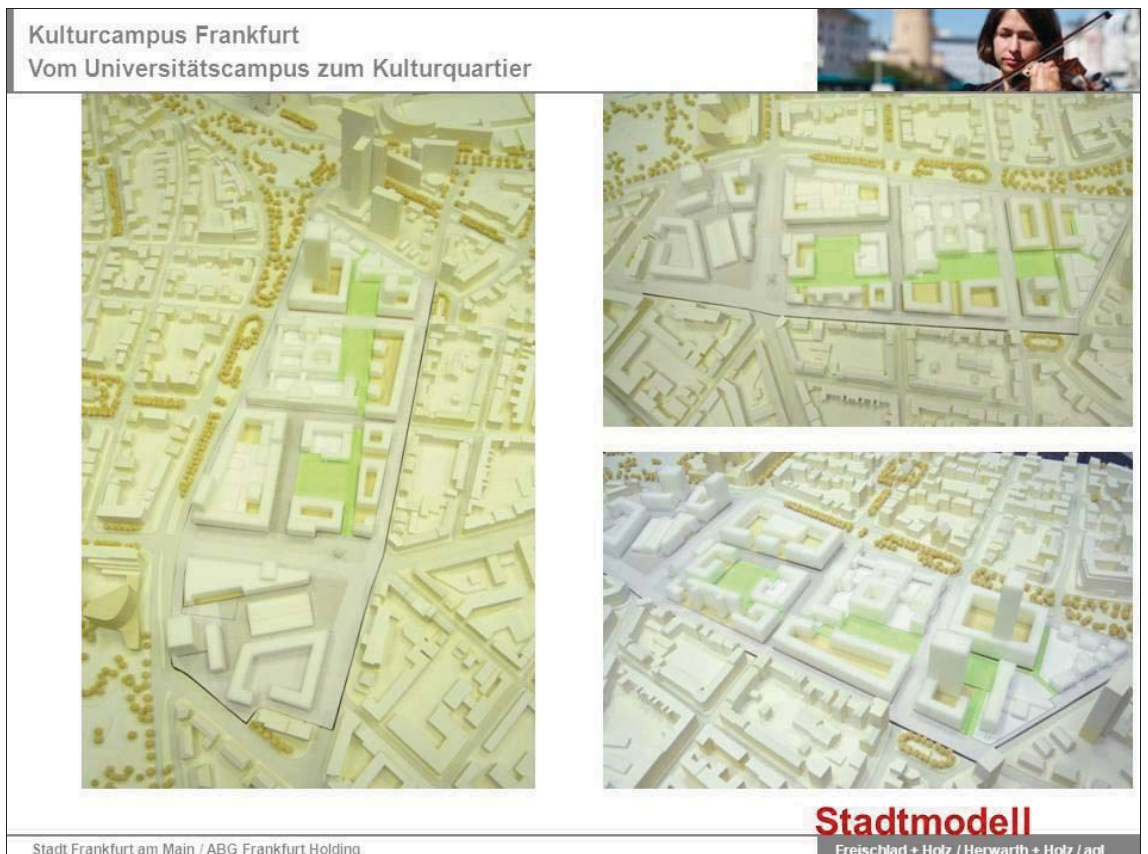 Kulturcampus Frankfurt
Vom Universitätscampus zum Kulturquartier
Stadtmodell
Stadt Frankfurt am Main / ABG Frankfurt Holding
Freischlad + Holz / Herwarth + Holz / agl